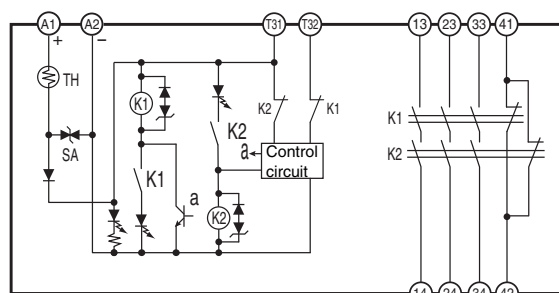 A1 A2 T31 T32 13 23 33 41
+ −
TH
K1 K2 K1
K2 K1
SA a Control
circuit K2
K1 a
K2
14 24 34 42